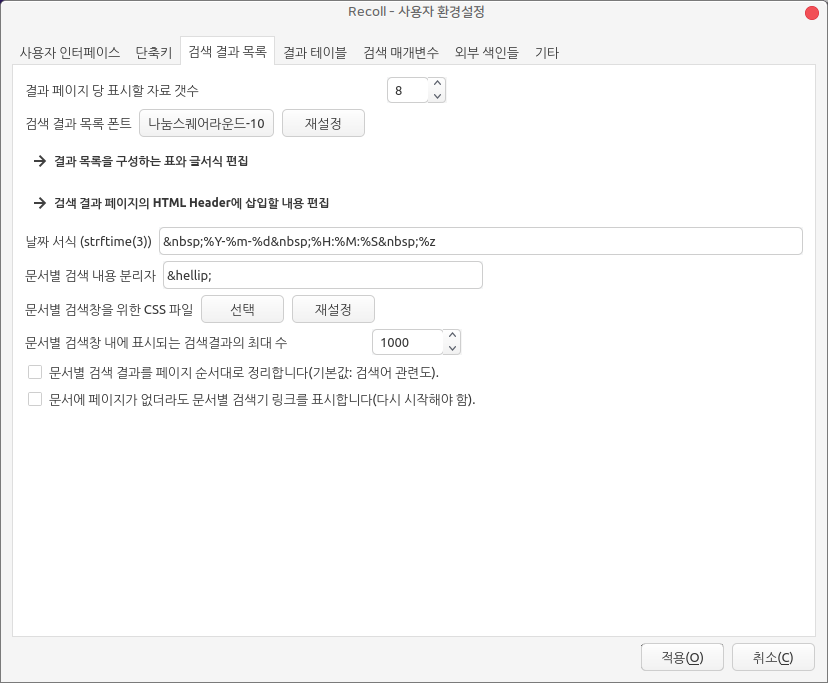 Recoll - 사용자 환경설정
사용자 인터페이스 단축키 검색 결과 목록 결과 테이블 검색 매개변수 외부 색인들 기타
결과 페이지 당 표시할 자료 갯수 8
검색 결과 목록 폰트 나눔스퀘어라운드-10 재설정
→ 결과 목록을 구성하는 표와 글서식 편집
→ 검색 결과 페이지의 HTML Header에 삽입할 내용 편집
날짜 서식 (strftime(3)) &nbsp;%Y-%m-%d&nbsp;%H:%M:%S&nbsp;%z
문서별 검색 내용 분리자 &hellip;
문서별 검색창을 위한 CSS 파일 선택 재설정
문서별 검색창 내에 표시되는 검색결과의 최대 수 1000
문서별 검색 결과를 페이지 순서대로 정리합니다(기본값: 검색어 관련도).
문서에 페이지가 없더라도 문서별 검색기 링크를 표시합니다(다시 시작해야 함).
적용(O) 취소(C)